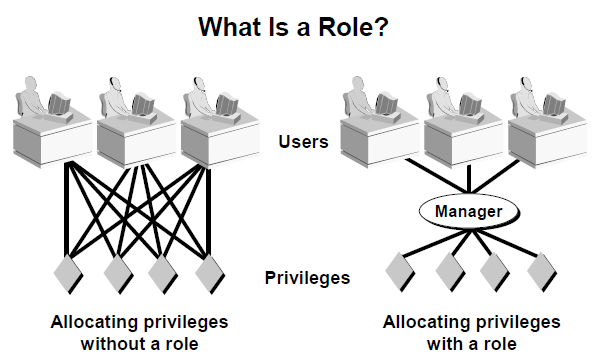 What Is a Role?
Users
Manager
Privileges
Allocating privileges
without a role
Allocating privileges
with a role